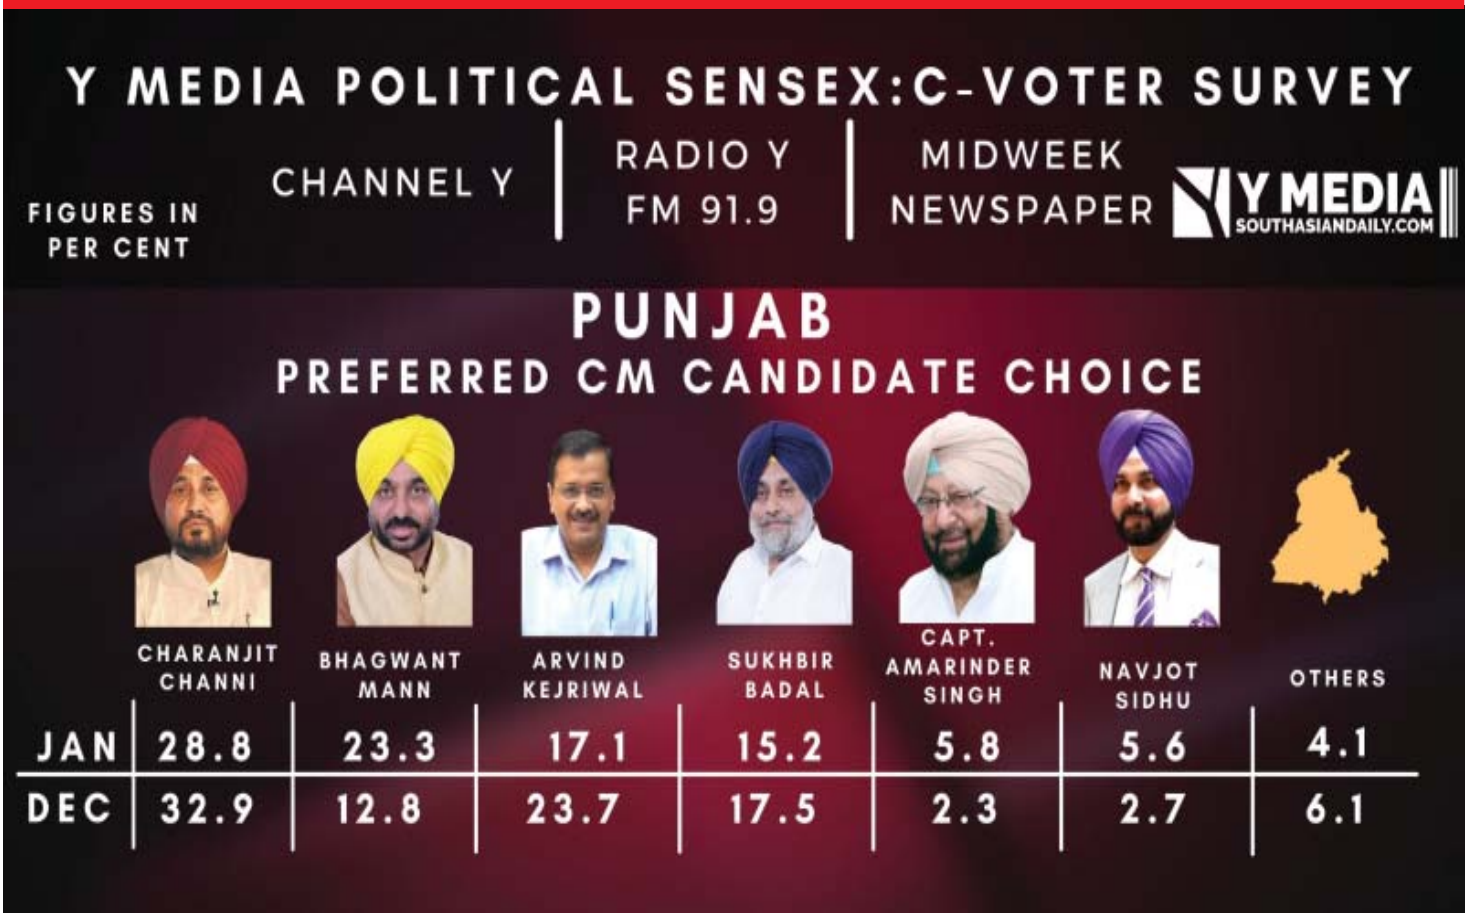 Y MEDIA POLITICAL SENSEX:C-VOTER SURVEY
FIGURES IN
PER CENT
CHANNEL Y
RADIO Y
FM 91.9
MIDWEEK
NEWSPAPER
Y MEDIA
SOUTHASIANDAILY.COM
PUNJAB
PREFERRED CM CANDIDATE CHOICE
CHARANJIT
CHANNI
BHAGWANT
MANN
ARVIND
KEJRIWAL
SUKHBIR
BADAL
CAPT.
AMARINDER
SINGH
NAVJOT
SIDHU
OTHERS
JAN 28.8 23.3 17.1 15.2 5.8 5.6 4.1
DEC 32.9 12.8 23.7 17.5 2.3 2.7 6.1